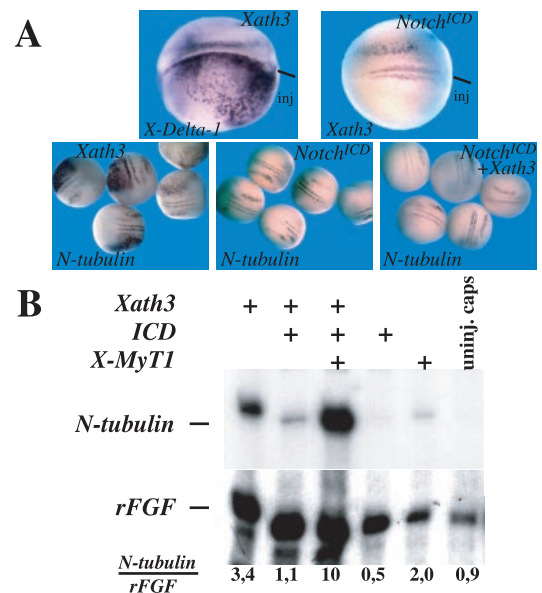 A
Xath3
inj
X-Delta-1
Notch^ICD
inj
Xath3
Xath3
N-tubulin
Notch^ICD
N-tubulin
Notch^ICD
+Xath3
N-tubulin
B
Xath3 + + +
ICD + + +
X-MyT1 + +
uninj. caps
N-tubulin —
rFGF —
N-tubulin
rFGF
3,4 1,1 10 0,5 2,0 0,9